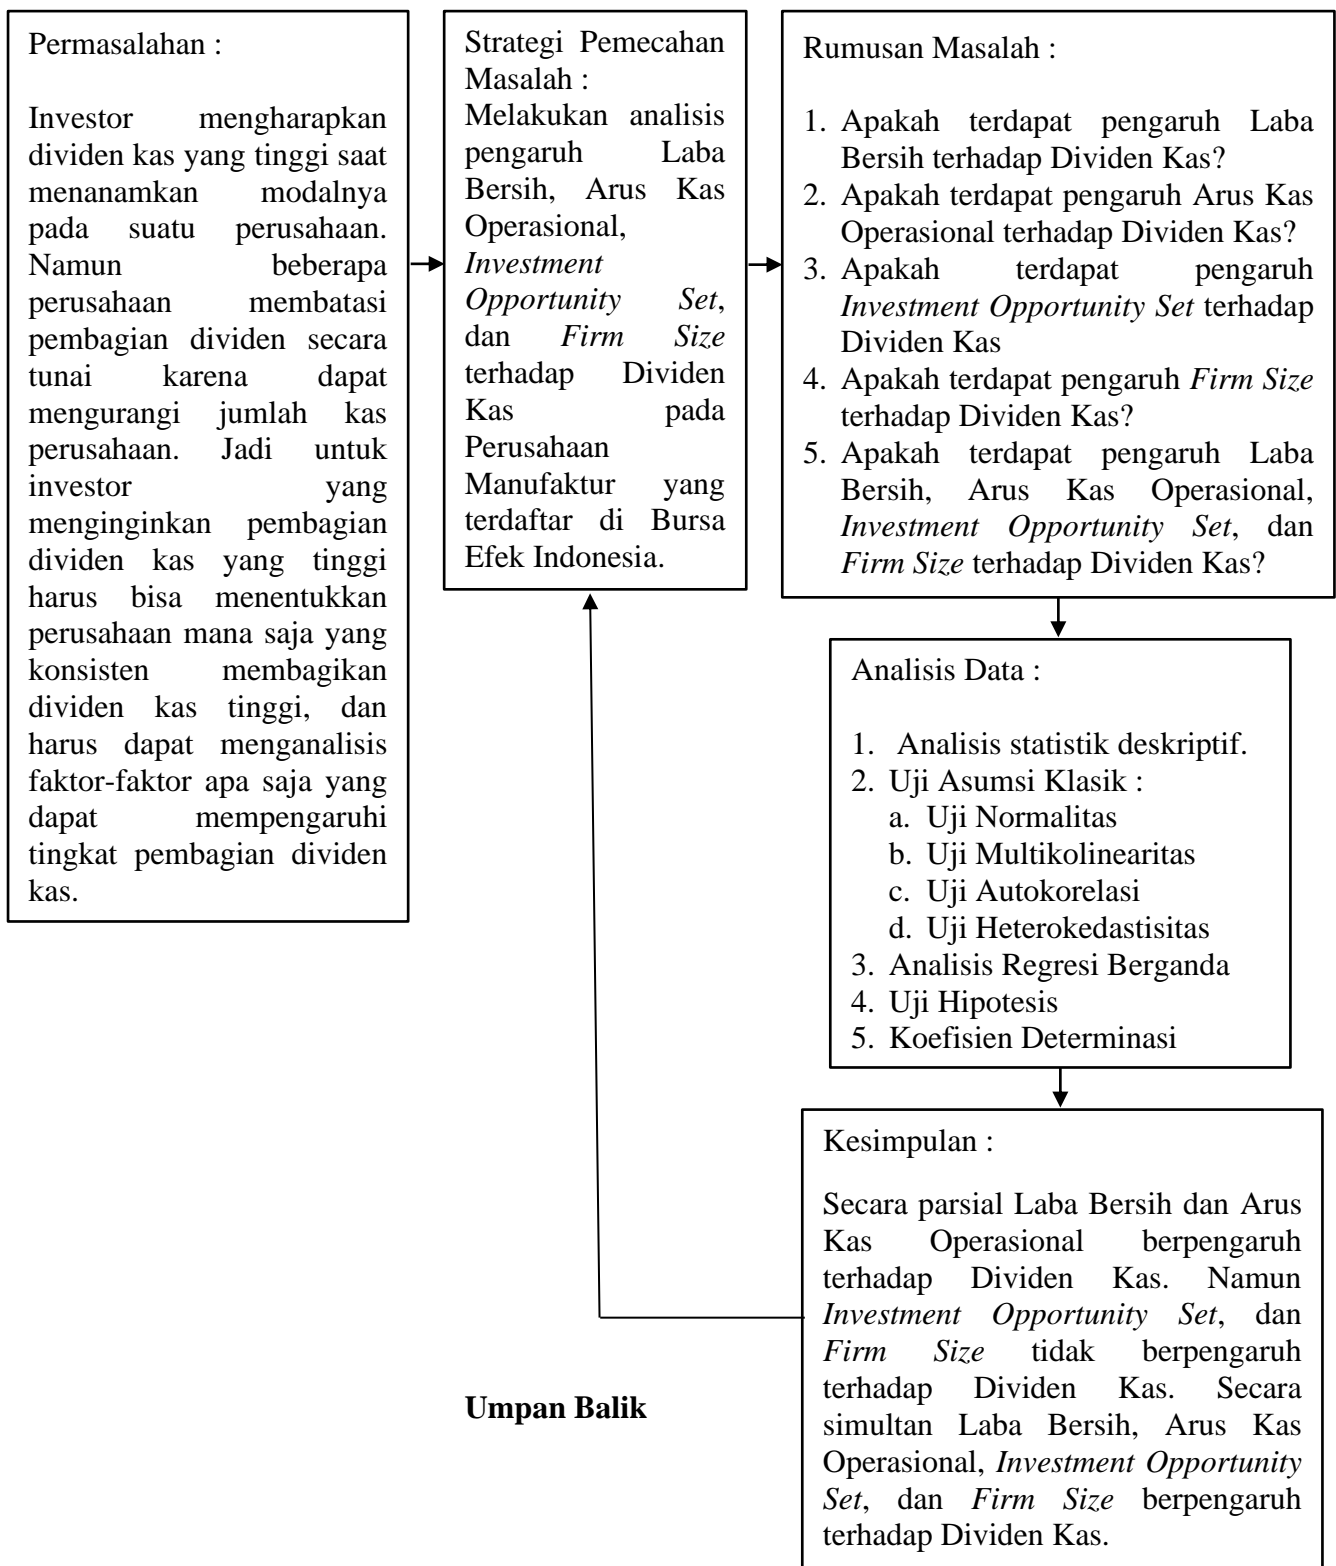 Permasalahan :
Investor mengharapkan
dividen kas yang tinggi saat
menanamkan modalnya
pada suatu perusahaan.
Namun beberapa
perusahaan membatasi
pembagian dividen secara
tunai karena dapat
mengurangi jumlah kas
perusahaan. Jadi untuk
investor yang
menginginkan pembagian
dividen kas yang tinggi
harus bisa menentukkan
perusahaan mana saja yang
konsisten membagikan
dividen kas tinggi, dan
harus dapat menganalisis
faktor-faktor apa saja yang
dapat mempengaruhi
tingkat pembagian dividen
kas.
Strategi Pemecahan
Masalah :
Melakukan analisis
pengaruh Laba
Bersih, Arus Kas
Operasional,
Investment
Opportunity Set,
dan Firm Size
terhadap Dividen
Kas pada
Perusahaan
Manufaktur yang
terdaftar di Bursa
Efek Indonesia.
Rumusan Masalah :
1. Apakah terdapat pengaruh Laba
Bersih terhadap Dividen Kas?
2. Apakah terdapat pengaruh Arus Kas
Operasional terhadap Dividen Kas?
3. Apakah terdapat pengaruh
Investment Opportunity Set terhadap
Dividen Kas
4. Apakah terdapat pengaruh Firm Size
terhadap Dividen Kas?
5. Apakah terdapat pengaruh Laba
Bersih, Arus Kas Operasional,
Investment Opportunity Set, dan
Firm Size terhadap Dividen Kas?
Analisis Data :
1. Analisis statistik deskriptif.
2. Uji Asumsi Klasik :
a. Uji Normalitas
b. Uji Multikolinearitas
c. Uji Autokorelasi
d. Uji Heterokedastisitas
3. Analisis Regresi Berganda
4. Uji Hipotesis
5. Koefisien Determinasi
Kesimpulan :
Secara parsial Laba Bersih dan Arus
Kas Operasional berpengaruh
terhadap Dividen Kas. Namun
Investment Opportunity Set, dan
Firm Size tidak berpengaruh
terhadap Dividen Kas. Secara
simultan Laba Bersih, Arus Kas
Operasional, Investment Opportunity
Set, dan Firm Size berpengaruh
terhadap Dividen Kas.
Umpan Balik